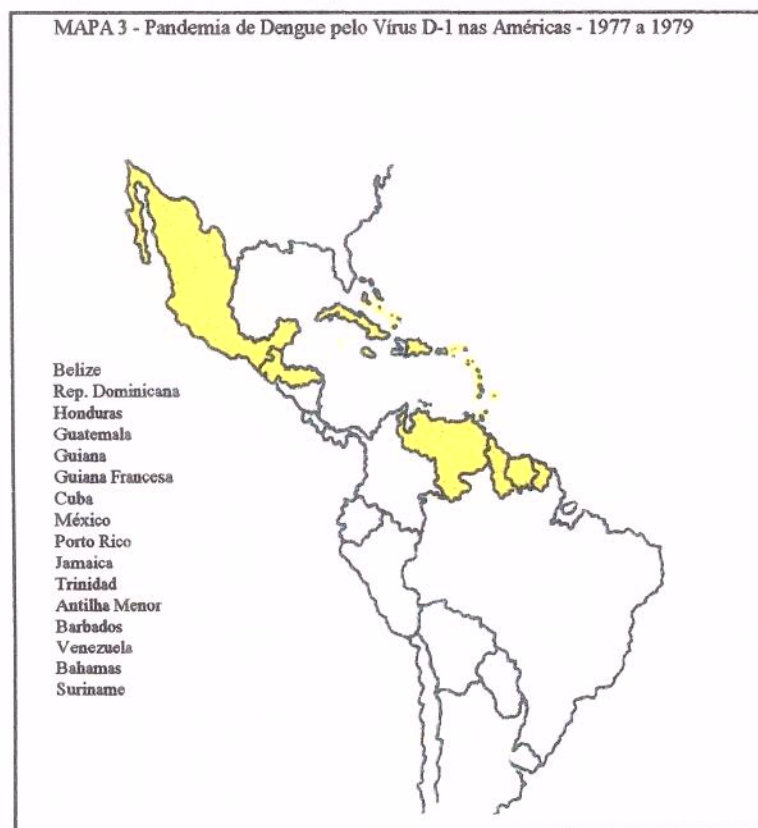 MAPA 3 - Pandemia de Dengue pelo Vírus D-1 nas Américas - 1977 a 1979
Belize
Rep. Dominicana
Honduras
Guatemala
Guiana
Guiana Francesa
Cuba
México
Porto Rico
Jamaica
Trinidad
Antilha Menor
Barbados
Venezuela
Bahamas
Suriname